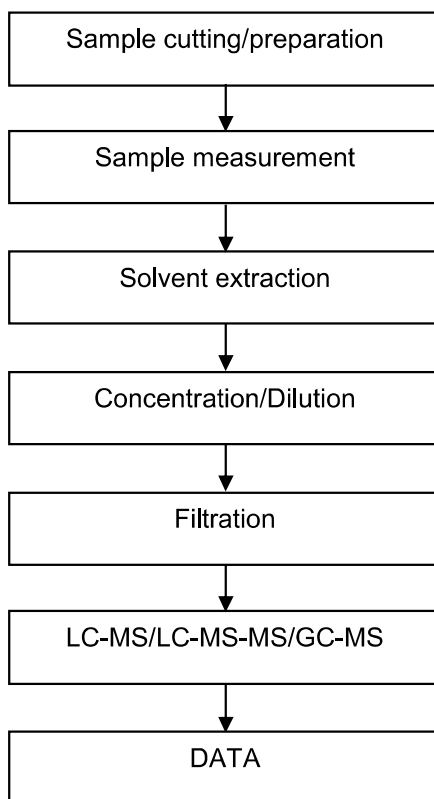 Sample cutting/preparation
Sample measurement
Solvent extraction
Concentration/Dilution
Filtration
LC-MS/LC-MS-MS/GC-MS
DATA